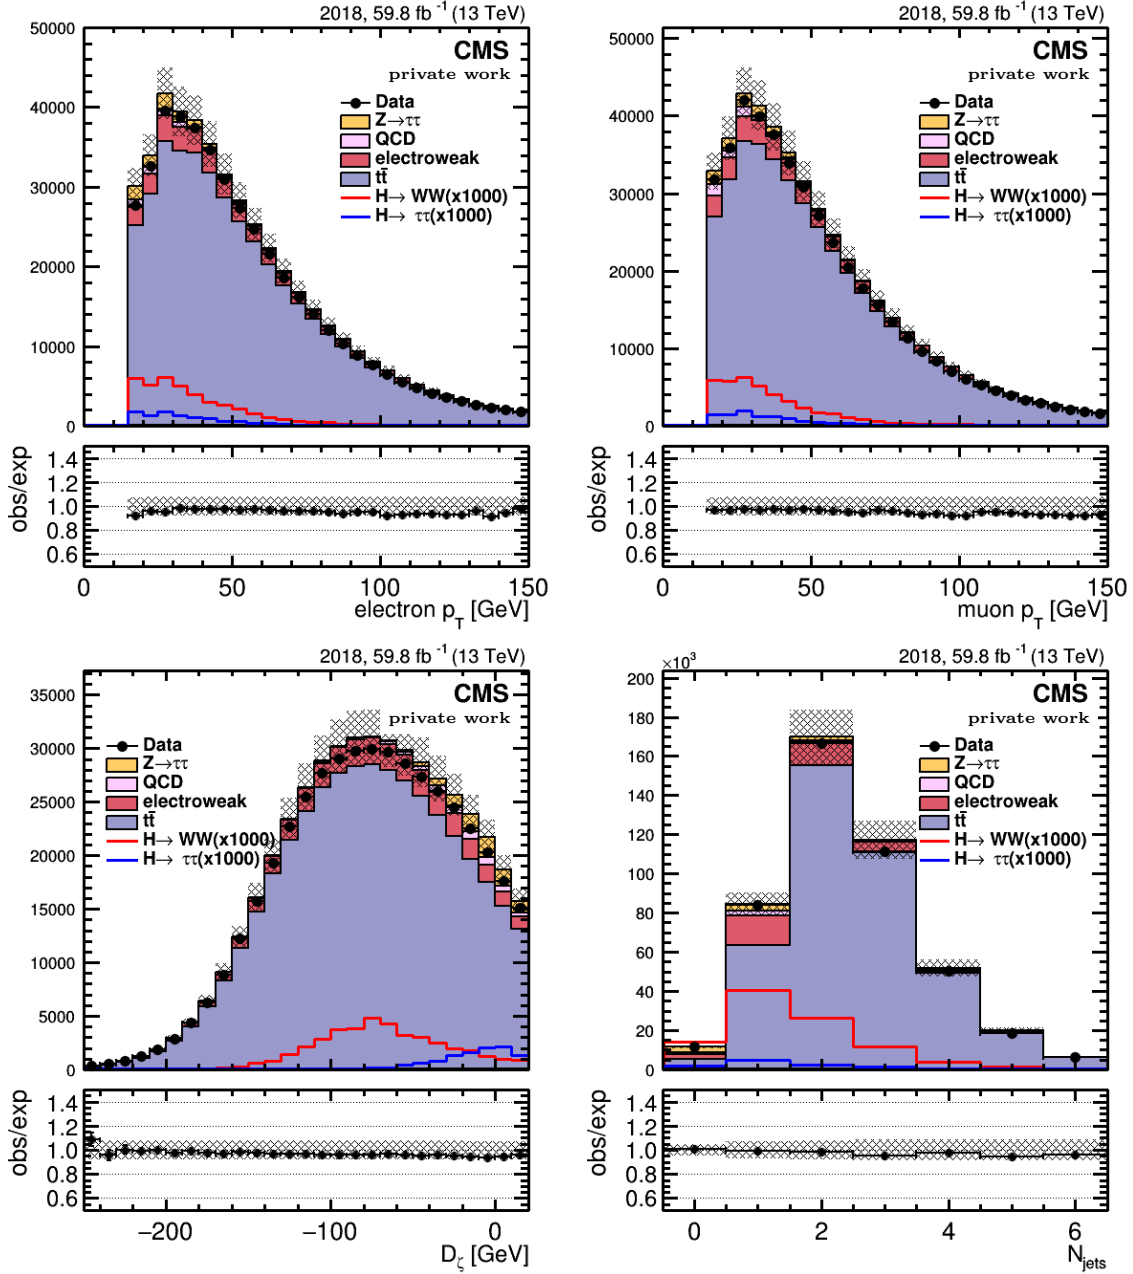 2018, 59.8 fb⁻¹ (13 TeV)
50000
40000
30000
20000
10000
0
CMS
private work
Data
Z→ττ
QCD
electroweak
tt̄
H→ WW(x1000)
H→ ττ(x1000)
obs/exp
1.4
1.2
1.0
0.8
0.6
0 50 100 150
electron p_T [GeV]
2018, 59.8 fb⁻¹ (13 TeV)
50000
40000
30000
20000
10000
0
CMS
private work
Data
Z→ττ
QCD
electroweak
tt̄
H→ WW(x1000)
H→ ττ(x1000)
obs/exp
1.4
1.2
1.0
0.8
0.6
0 50 100 150
muon p_T [GeV]
2018, 59.8 fb⁻¹ (13 TeV)
35000
30000
25000
20000
15000
10000
5000
0
CMS
private work
Data
Z→ττ
QCD
electroweak
tt̄
H→ WW(x1000)
H→ ττ(x1000)
obs/exp
1.4
1.2
1.0
0.8
0.6
−200 −100 0
D_ζ [GeV]
×10³
2018, 59.8 fb⁻¹ (13 TeV)
200
180
160
140
120
100
80
60
40
20
0
CMS
private work
Data
Z→ττ
QCD
electroweak
tt̄
H→ WW(x1000)
H→ ττ(x1000)
obs/exp
1.4
1.2
1.0
0.8
0.6
0 2 4 6
N_jets